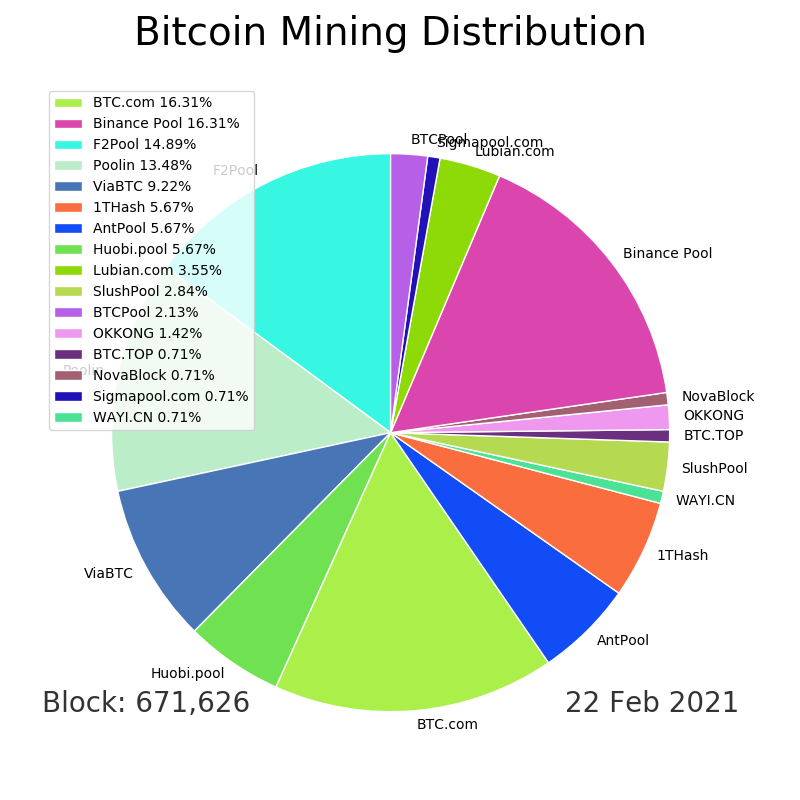 Bitcoin Mining Distribution
BTC.com 16.31%
Binance Pool 16.31%
F2Pool 14.89%
Poolin 13.48%
ViaBTC 9.22%
1THash 5.67%
AntPool 5.67%
Huobi.pool 5.67%
Lubian.com 3.55%
SlushPool 2.84%
BTCPool 2.13%
OKKONG 1.42%
BTC.TOP 0.71%
NovaBlock 0.71%
Sigmapool.com 0.71%
WAYI.CN 0.71%
BTCPool
Sigmapool.com
Lubian.com
F2Pool
Binance Pool
Poolin
NovaBlock
OKKONG
BTC.TOP
SlushPool
WAYI.CN
1THash
ViaBTC
AntPool
Huobi.pool
BTC.com
Block: 671,626
22 Feb 2021